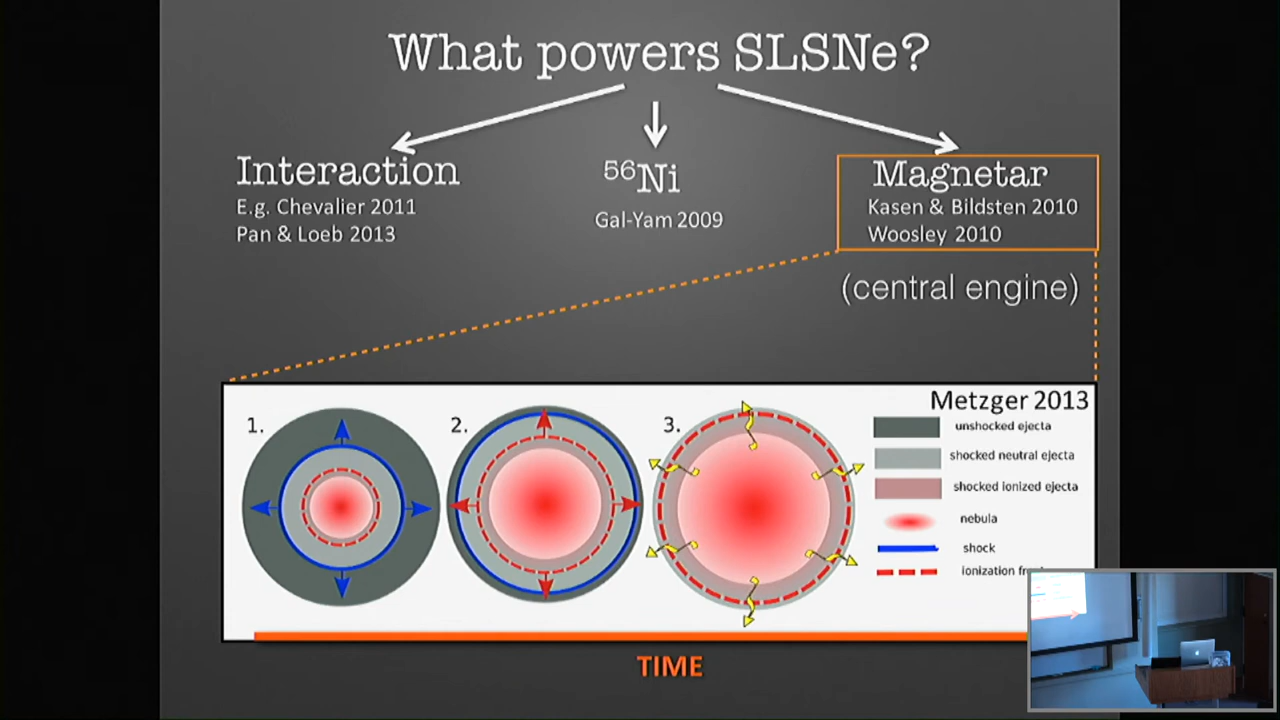 What powers SLSNe?
Interaction
E.g. Chevalier 2011
Pan & Loeb 2013
56Ni
Gal-Yam 2009
Magnetar
Kasen & Bildsten 2010
Woosley 2010
(central engine)
Metzger 2013
1.
2.
3.
unshocked ejecta
shocked neutral ejecta
shocked ionized ejecta
nebula
shock
ionization
TIME